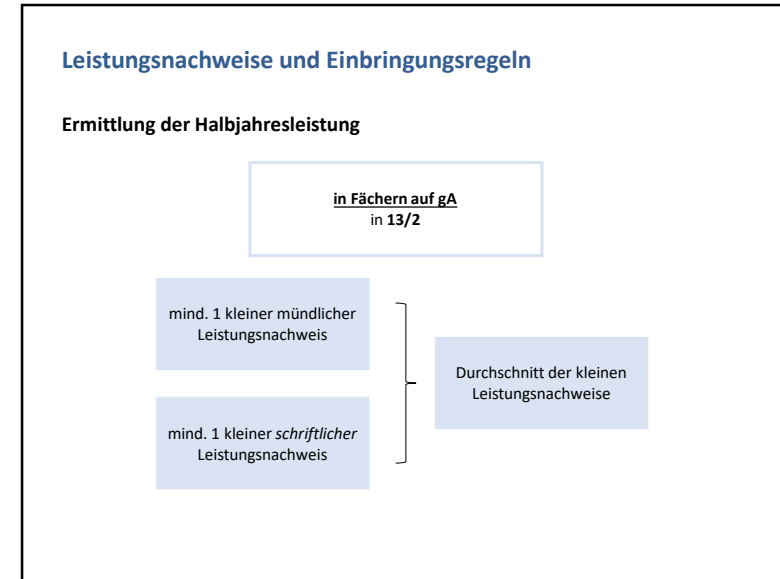 Leistungsnachweise und Einbringungsregeln
Ermittlung der Halbjahresleistung
in Fächern auf gA
in 13/2
mind. 1 kleiner mündlicher
Leistungsnachweis
mind. 1 kleiner schriftlicher
Leistungsnachweis
Durchschnitt der kleinen
Leistungsnachweise